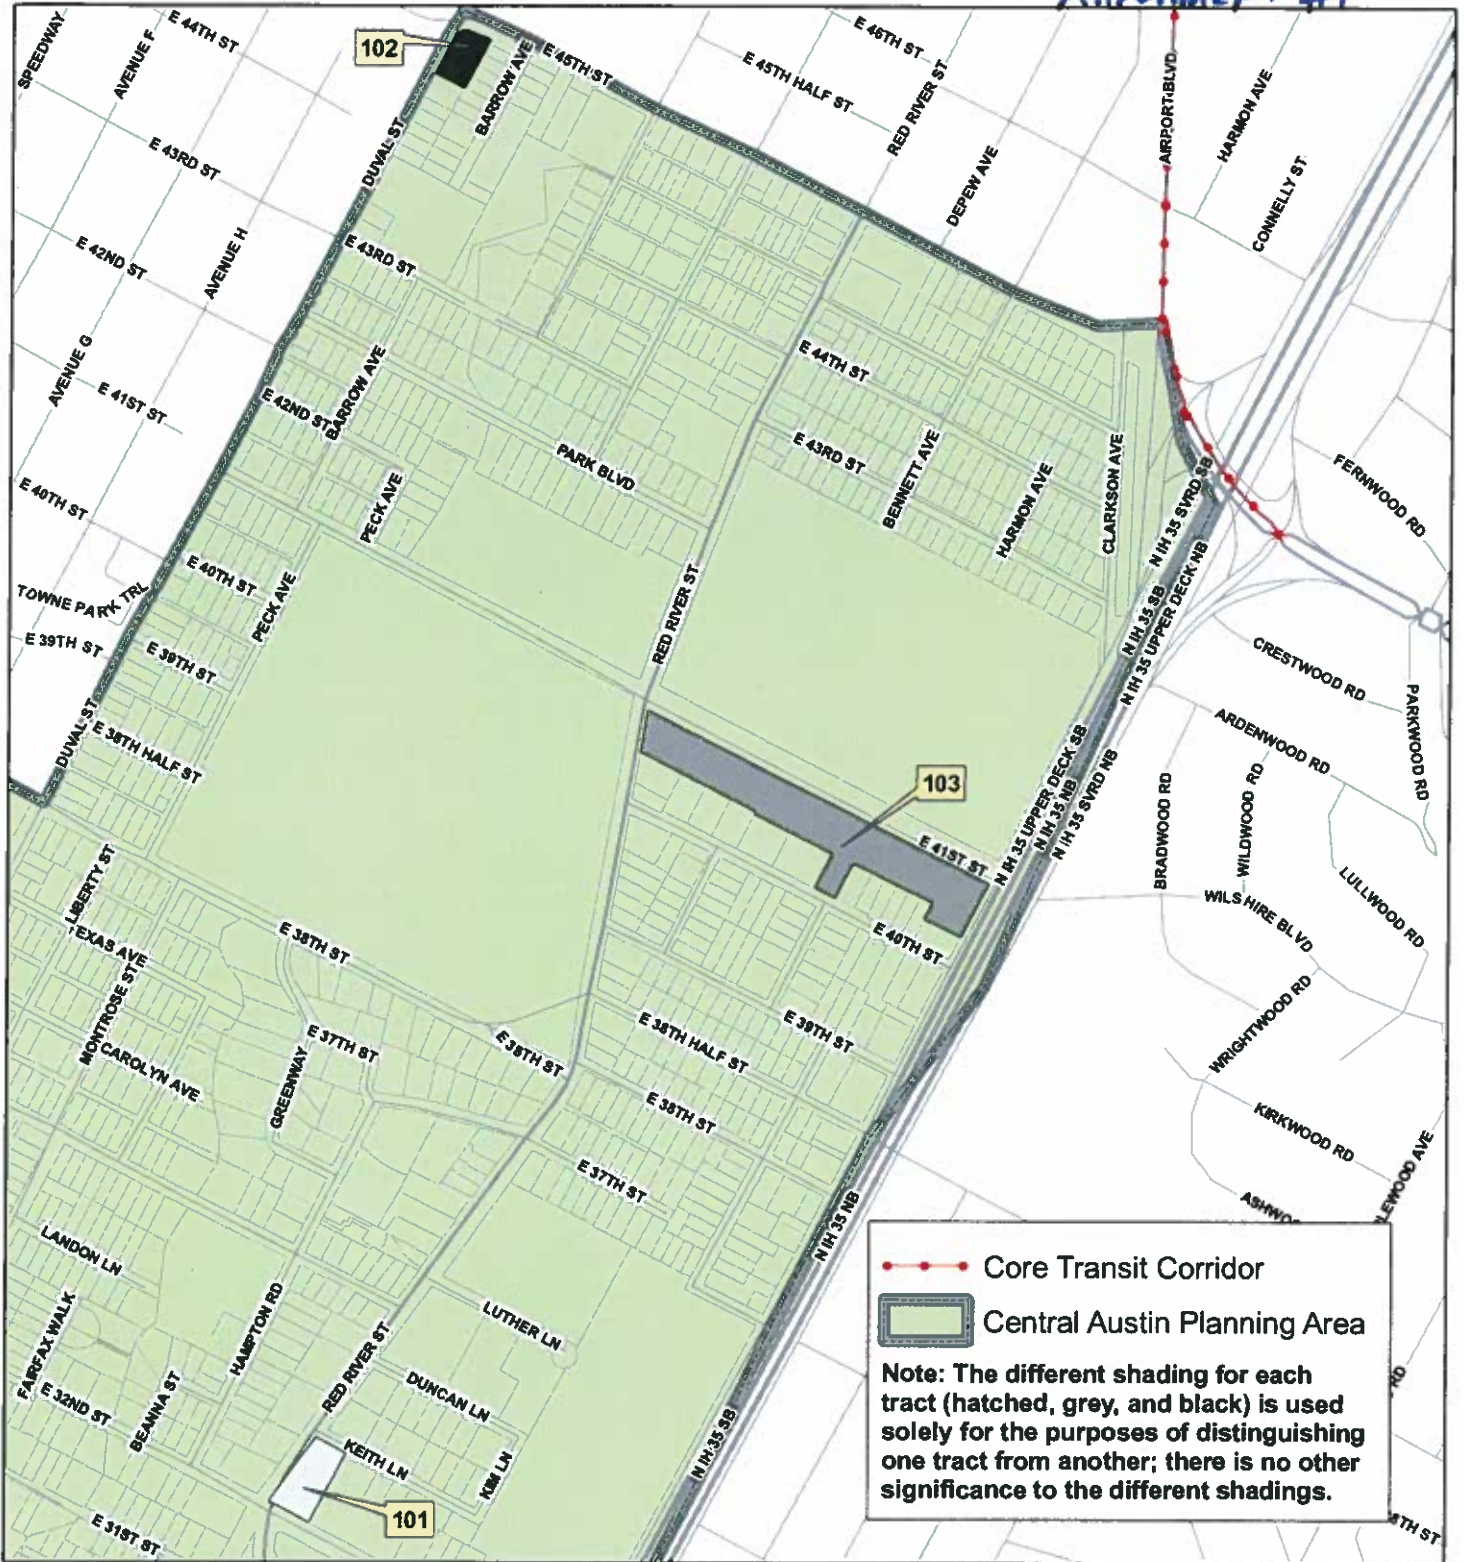 SPEEDWAY
E 44TH ST
AVENUE F
102
BARROW AVE
E 45TH ST
E 46TH ST
E 45TH HALF ST
RED RIVER ST
AIRPORT BLVD
HARMON AVE
CONNELLY ST
DEPEW AVE
E 43RD ST
DUVAL ST
E 42ND ST
AVENUE H
E 43RD ST
AVENUE G
E 41ST ST
BARROW AVE
E 42ND ST
E 44TH ST
E 43RD ST
PARK BLVD
BENNETT AVE
HARMON AVE
CLARKSON AVE
N IH 35 SVRD SB
FERNWOOD RD
E 40TH ST
PECK AVE
E 40TH ST
PECK AVE
TOWNE PARK TRL
E 39TH ST
E 39TH ST
RED RIVER ST
N IH 35 SB
N IH 35 UPPER DECK NB
CRESTWOOD RD
PARKWOOD RD
DUVAL ST
E 38TH HALF ST
ARDENWOOD RD
103
N IH 35 UPPER DECK SB
N IH 35 NB
N IH 35 SVRD NB
BRADWOOD RD
WILDWOOD RD
E 41ST ST
LULLWOOD RD
WILSHIRE BLVD
LIBERTY ST
TEXAS AVE
E 38TH ST
E 40TH ST
MONTROSE ST
E 37TH ST
E 38TH ST
E 38TH HALF ST
E 39TH ST
WRIGHTWOOD RD
CAROLYN AVE
GREENWAY
E 38TH ST
KIRKWOOD RD
E 37TH ST
N IH 35 NB
ASHWO
LEWOOD AVE
LANDON LN
HAMPTON RD
FAIRFAX WALK
E 32ND ST
BEANNA ST
RED RIVER ST
LUTHER LN
DUNCAN LN
KEITH LN
KIM LN
N IH 35 SB
101
E 31ST ST
Core Transit Corridor
Central Austin Planning Area
Note: The different shading for each
tract (hatched, grey, and black) is used
solely for the purposes of distinguishing
one tract from another; there is no other
significance to the different shadings.
RD
8TH ST